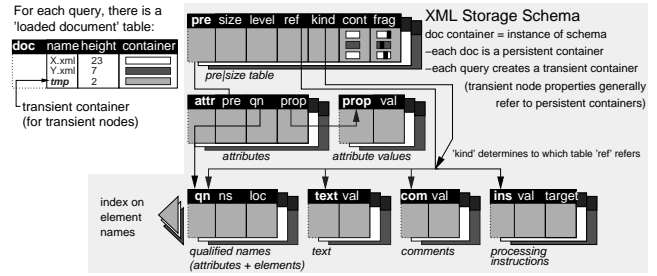 For each query, there is a
'loaded document' table:
doc name height container
X.xml 23
Y.xml 7
tmp 2
transient container
(for transient nodes)
pre size level ref kind cont frag
pre|size table
XML Storage Schema
doc container = instance of schema
–each doc is a persistent container
–each query creates a transient container
(transient node properties generally
refer to persistent containers)
attr pre qn prop
attributes
prop val
attribute values
'kind' determines to which table 'ref' refers
index on
element
names
qn ns loc
qualified names
(attributes + elements)
text val
text
com val
comments
ins val target
processing
instructions